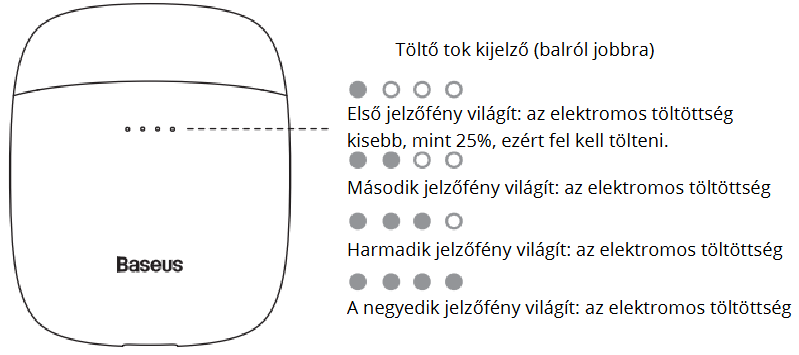 Töltő tok kijelző (balról jobbra)
Első jelzőfény világít: az elektromos töltöttség
kisebb, mint 25%, ezért fel kell tölteni.
Második jelzőfény világít: az elektromos töltöttség
Harmadik jelzőfény világít: az elektromos töltöttség
A negyedik jelzőfény világít: az elektromos töltöttség
Baseus